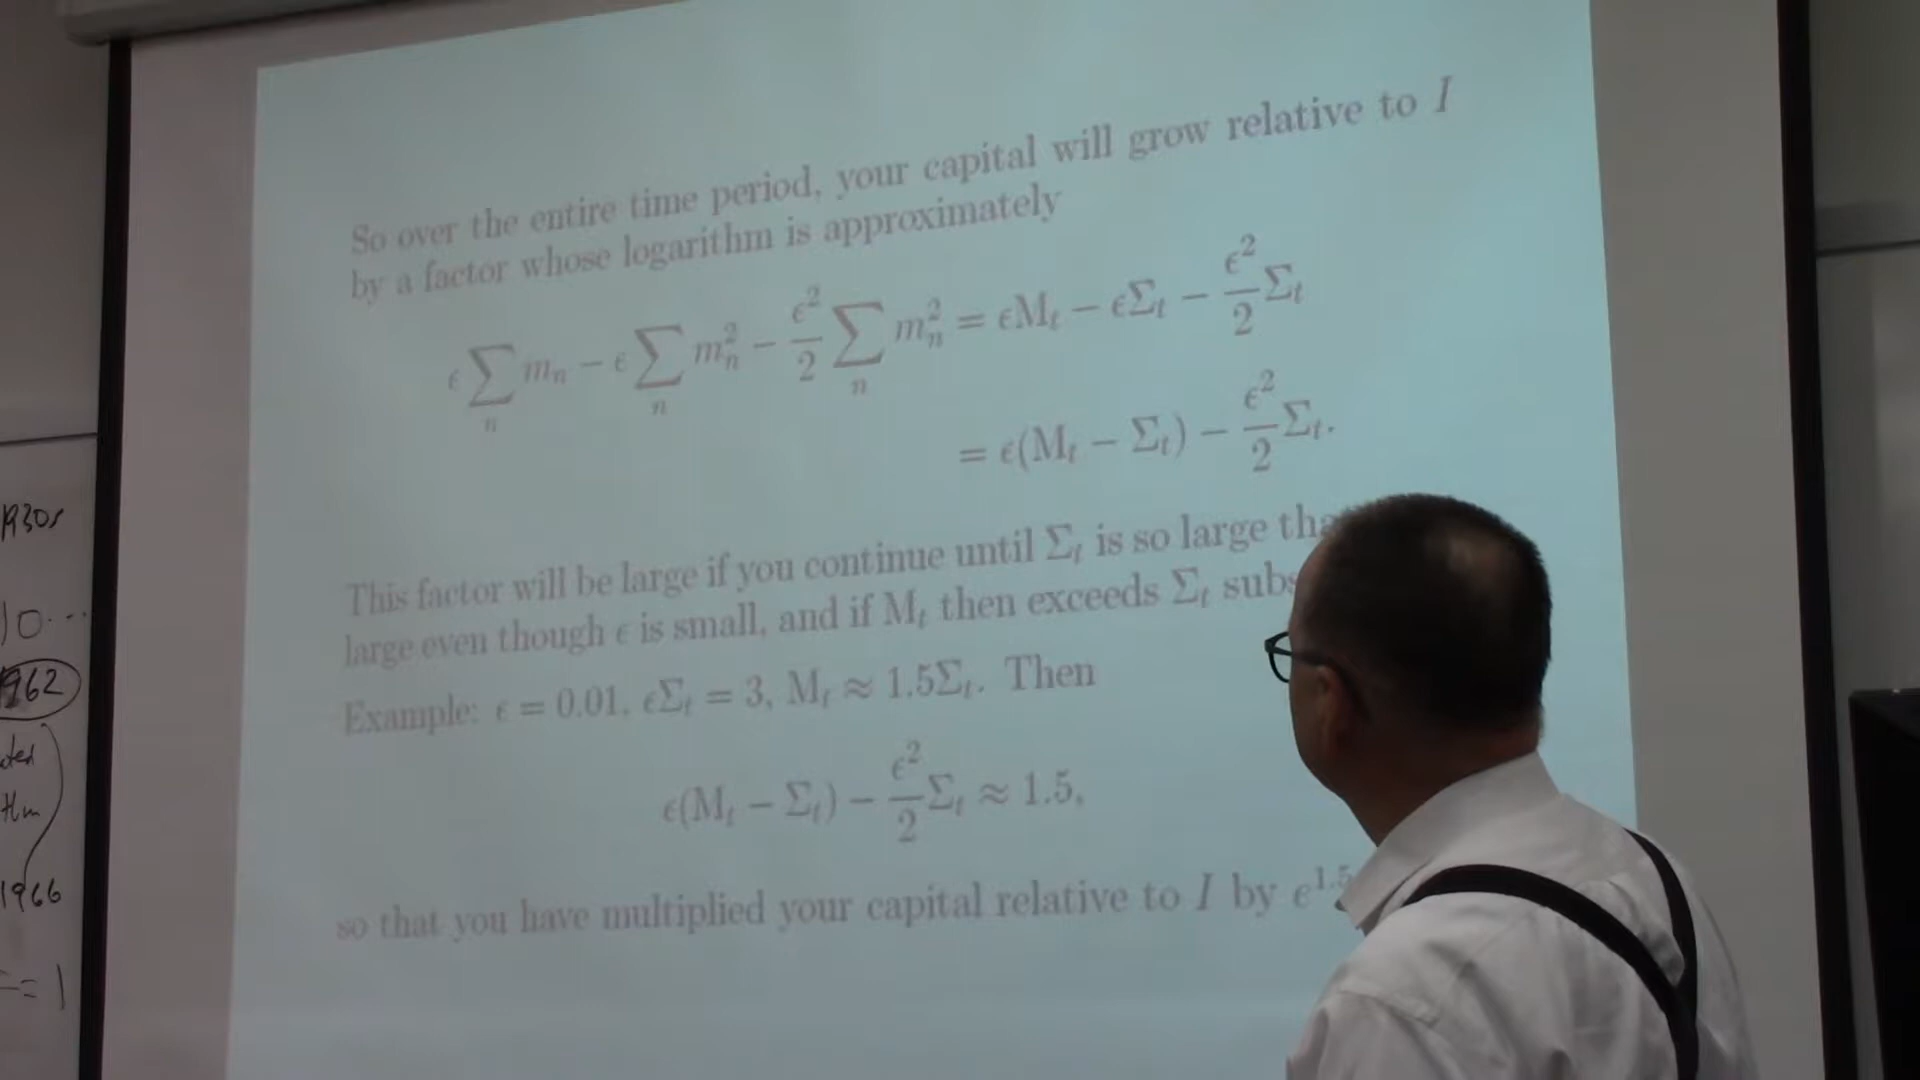 So over the entire time period, your capital will grow relative to I
by a factor whose logarithm is approximately
ϵ ∑ₙ mₙ − ϵ ∑ₙ mₙ² − ϵ²/2 ∑ₙ mₙ² = ϵMₜ − ϵΣₜ − ϵ²/2 Σₜ
= ϵ(Mₜ − Σₜ) − ϵ²/2 Σₜ.
This factor will be large if you continue until Σₜ is so large
large even though ϵ is small, and if Mₜ then exceeds Σₜ
Example: ϵ = 0.01, ϵΣₜ = 3, Mₜ ≈ 1.5Σₜ. Then
ϵ(Mₜ − Σₜ) − ϵ²/2 Σₜ ≈ 1.5,
so that you have multiplied your capital relative to I by e^1.5
1930s
10...
1962
1966
= 1